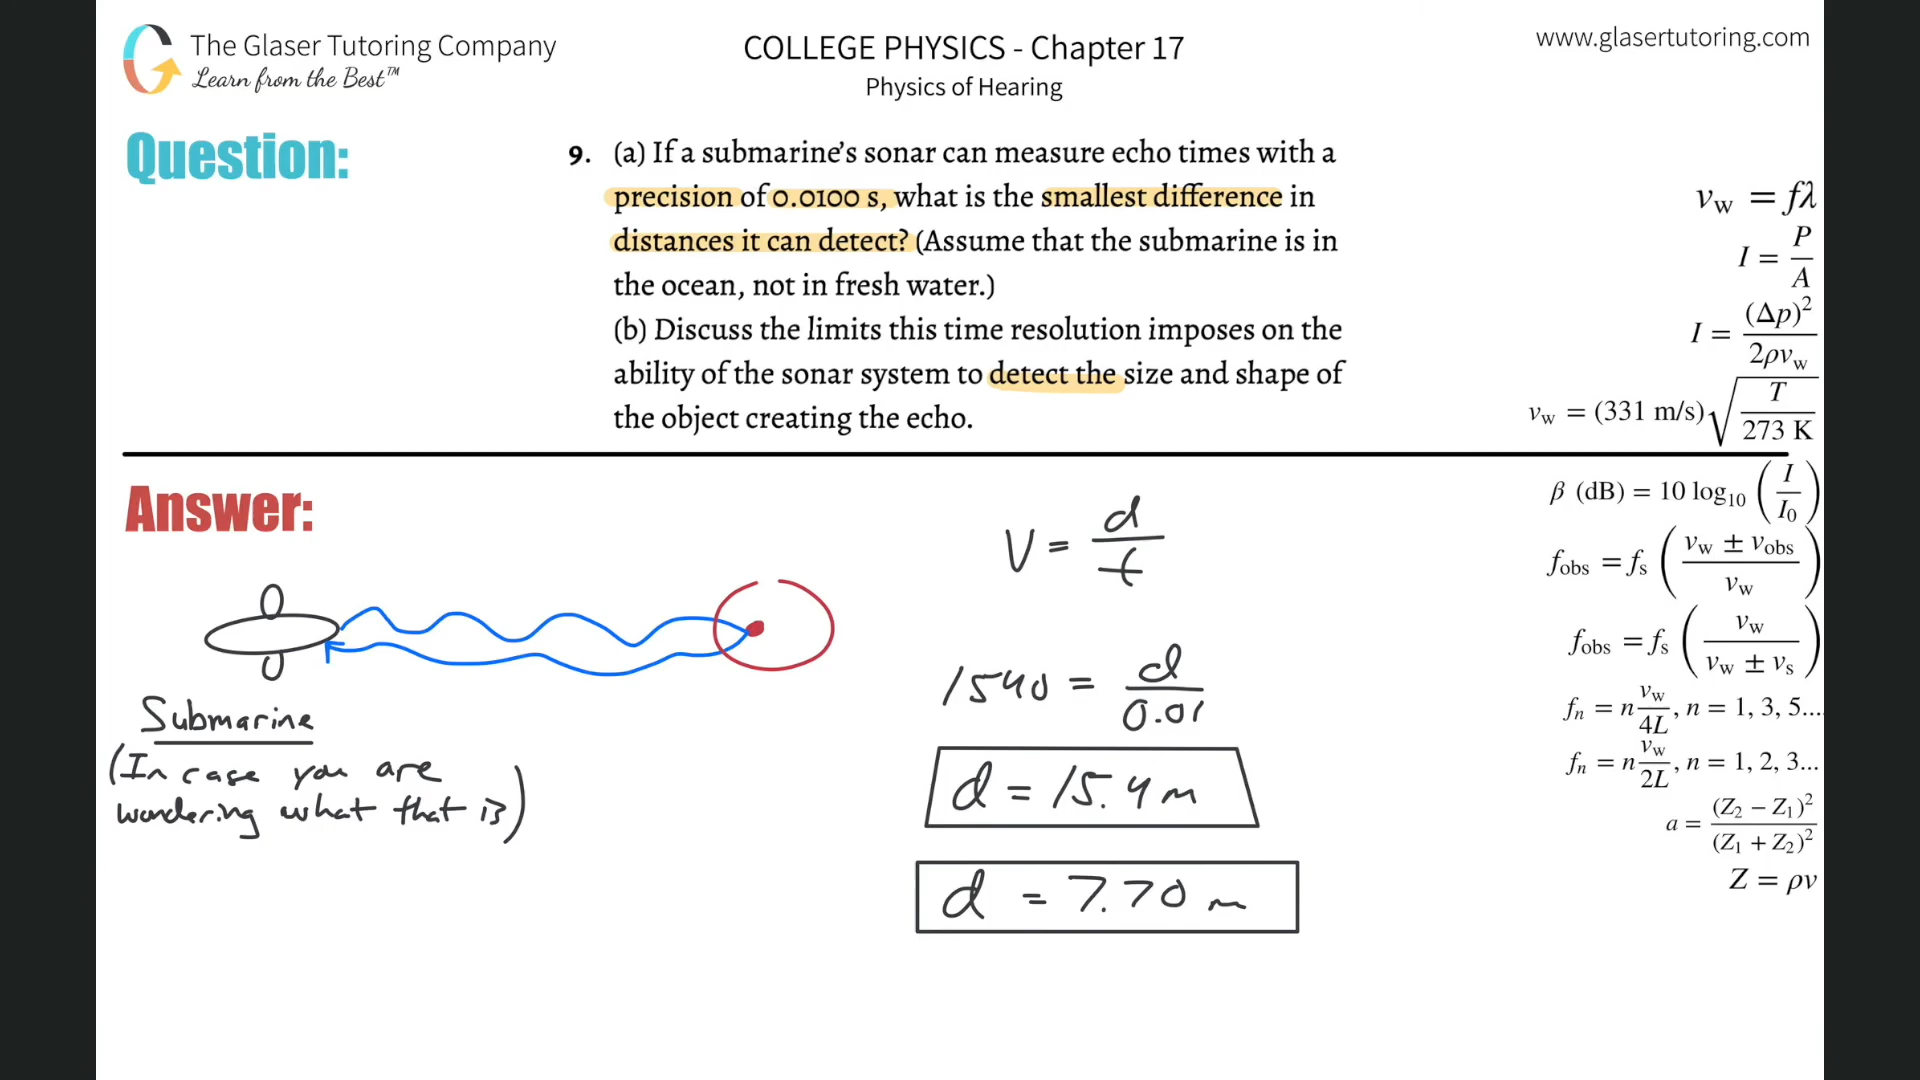 The Glaser Tutoring Company
Learn from the Best™
COLLEGE PHYSICS - Chapter 17
Physics of Hearing
www.glasertutoring.com
Question:
9. (a) If a submarine's sonar can measure echo times with a
precision of 0.0100 s, what is the smallest difference in
distances it can detect? (Assume that the submarine is in
the ocean, not in fresh water.)
(b) Discuss the limits this time resolution imposes on the
ability of the sonar system to detect the size and shape of
the object creating the echo.
v_w = fλ
I = P/A
I = (Δp)²/2ρv_w
v_w = (331 m/s)√(T/273 K)
β (dB) = 10 log₁₀ (I/I₀)
f_obs = f_s ((v_w ± v_obs)/v_w)
f_obs = f_s (v_w/(v_w ± v_s))
f_n = n v_w/4L, n = 1, 3, 5...
f_n = n v_w/2L, n = 1, 2, 3...
a = (Z₂ − Z₁)²/(Z₁ + Z₂)²
Z = ρv
Answer:
Submarine
(In case you are
wondering what that is)
V = d/t
1540 = d/0.01
d = 15.4 m
d = 7.70 m